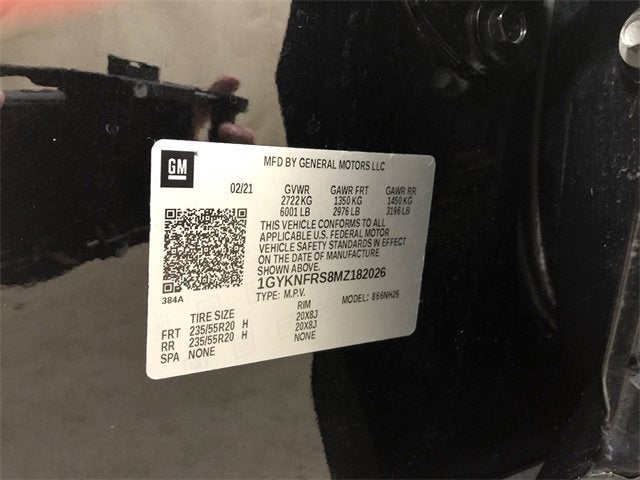 GM
MFD BY GENERAL MOTORS LLC
02/21 GVWR GAWR FRT GAWR RR
2722 KG 1350 KG 1450 KG
6001 LB 2976 LB 3196 LB
THIS VEHICLE CONFORMS TO ALL
APPLICABLE U.S. FEDERAL MOTOR
VEHICLE SAFETY STANDARDS IN EFFECT
ON THE DATE OF MANUFACTURE
SHOWN ABOVE.
1GYKNFRS8MZ182026
384A
TYPE: M.P.V. MODEL: 866NH26
TIRE SIZE RIM
FRT 235/55R20 H 20X8J
RR 235/55R20 H 20X8J
SPA NONE NONE